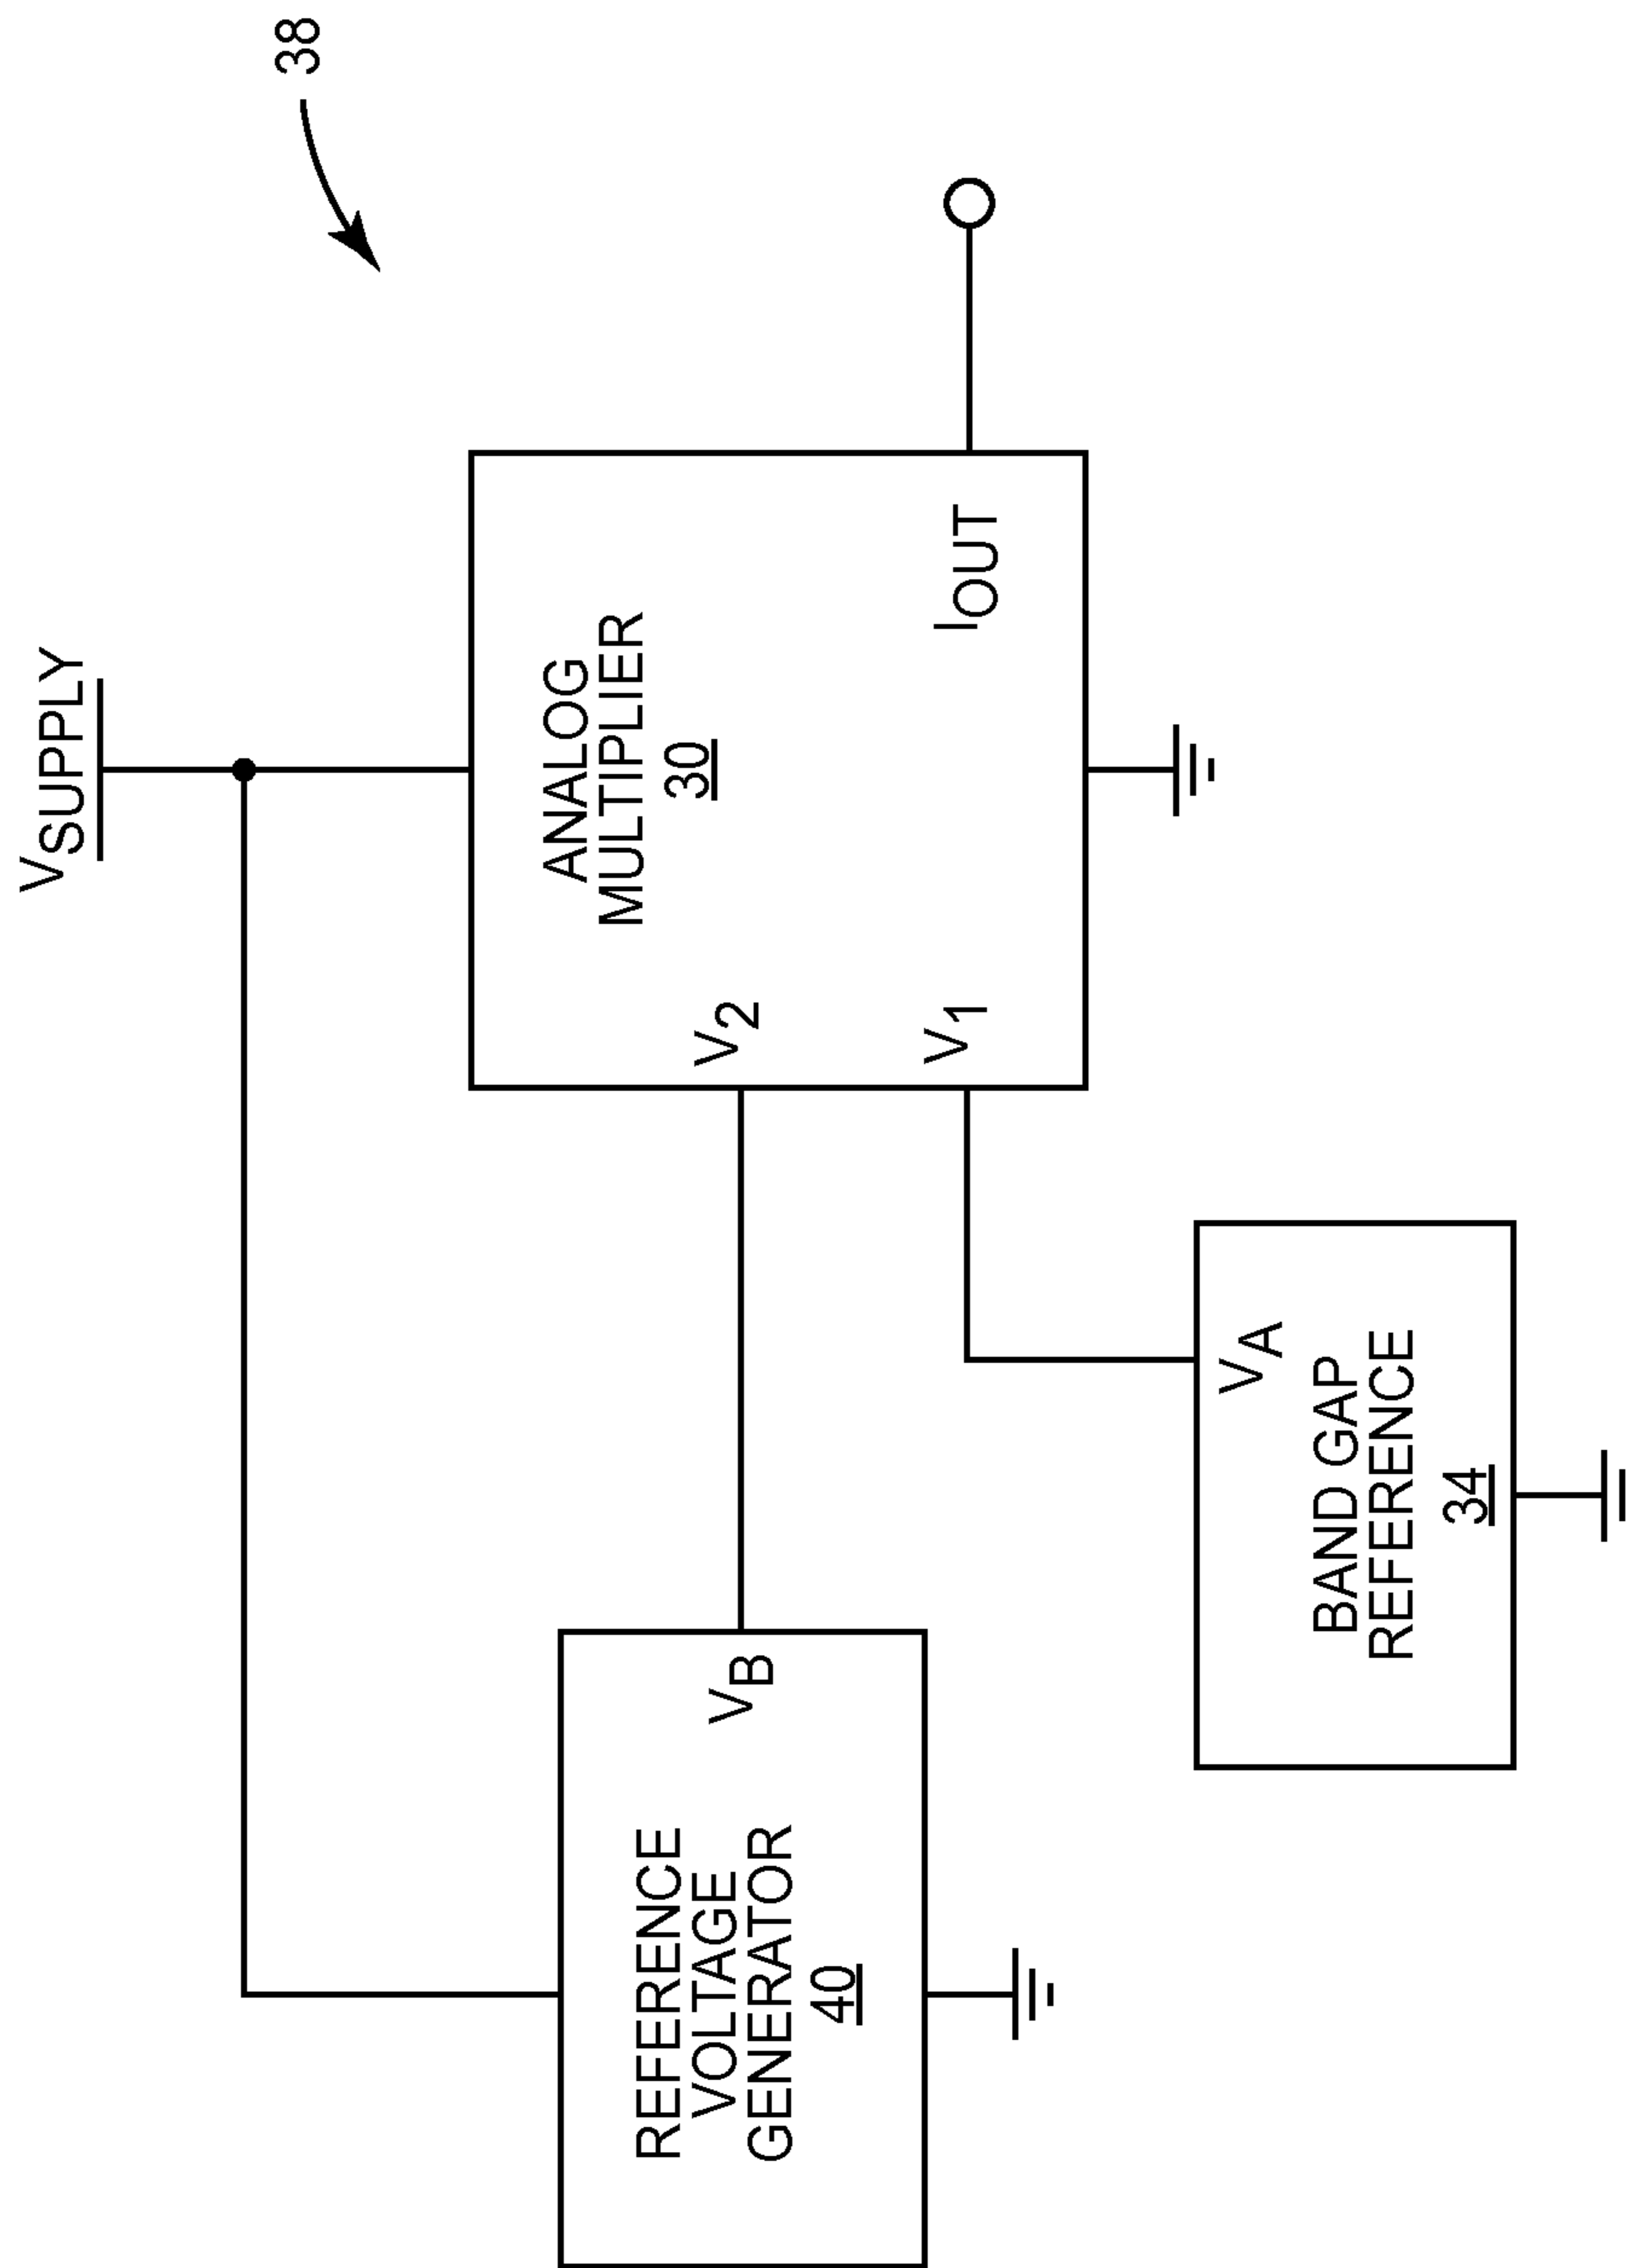 38
VSUPPLY
ANALOG
MULTIPLIER
30
V2
V1
IOUT
REFERENCE
VOLTAGE
GENERATOR
40
VB
VA
BAND GAP
REFERENCE
34